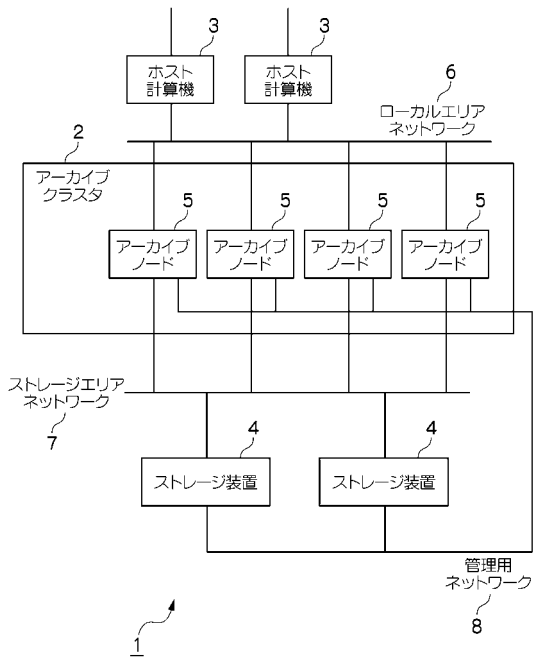 3
3
ホスト
計算機
ホスト
計算機
6
ローカルエリア
ネットワーク
2
アーカイブ
クラスタ
5
5
5
5
アーカイブ
ノード
アーカイブ
ノード
アーカイブ
ノード
アーカイブ
ノード
ストレージエリア
ネットワーク
7
4
4
ストレージ装置
ストレージ装置
管理用
ネットワーク
8
1